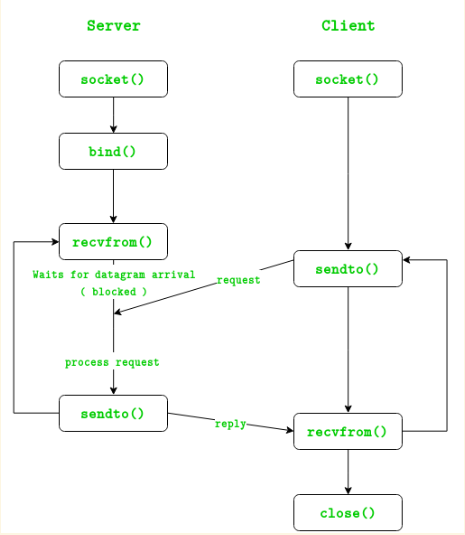 Server
Client
socket()
socket()
bind()
recvfrom()
Waits for datagram arrival
( blocked )
sendto()
request
process request
sendto()
reply
recvfrom()
close()